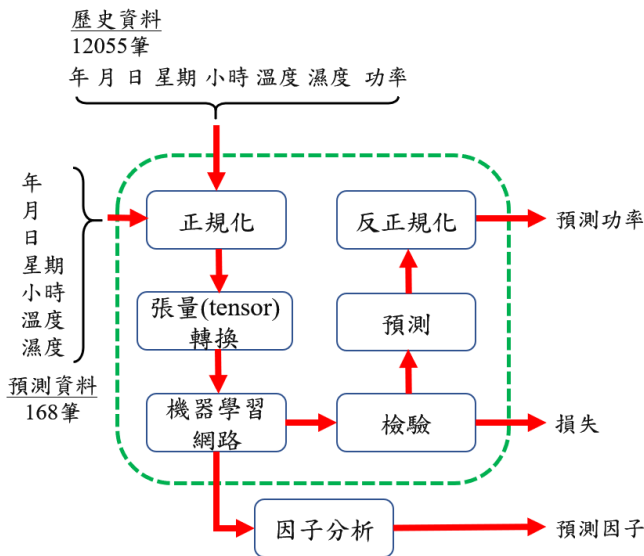 歷史資料
12055筆
年 月 日 星期 小時 溫度 濕度 功率
年
月
日
星期
小時
溫度
濕度
預測資料
168筆
正規化
張量(tensor)
轉換
機器學習
網路
檢驗
預測
反正規化
預測功率
損失
因子分析
預測因子